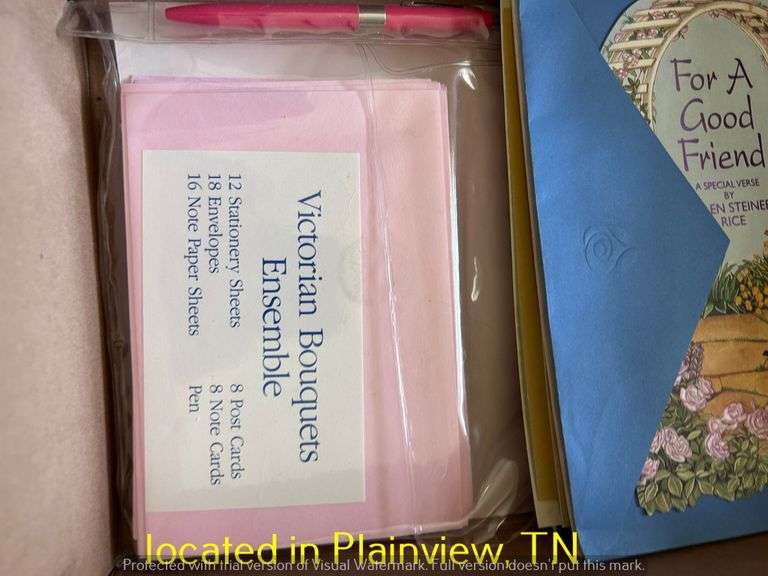 Victorian Bouquets
Ensemble
12 Stationery Sheets
18 Envelopes
16 Note Paper Sheets
8 Post Cards
8 Note Cards
Pen
For A
Good
Friend
A SPECIAL VERSE
BY
EN STEINER
RICE
located in Plainview, TN
Protected with trial version of Visual Watermark. Full version doesn't put this mark.